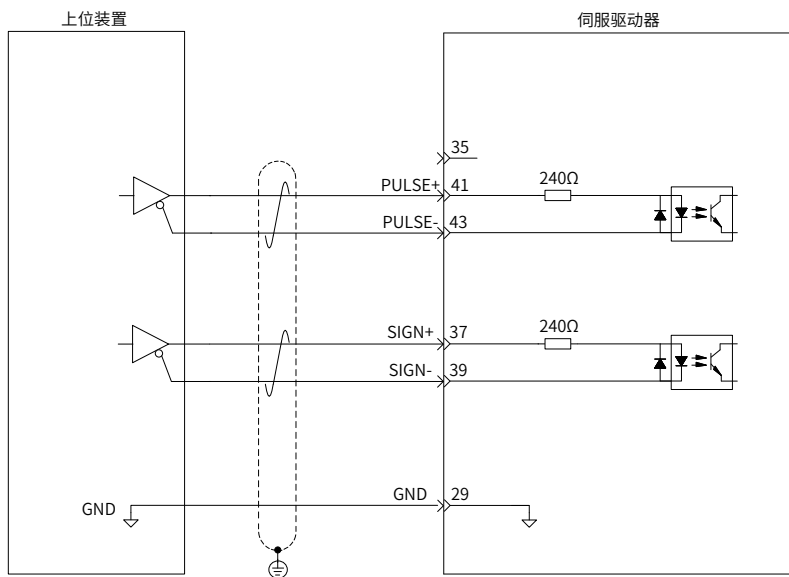 上位装置
伺服驱动器
35
PULSE+ 41 240Ω
PULSE- 43
SIGN+ 37 240Ω
SIGN- 39
GND GND 29